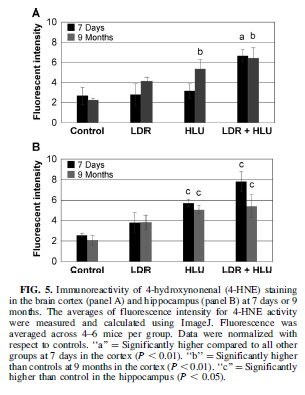 A
Fluorescent intensity
10
8
6
4
2
0
7 Days
9 Months
b
b
a
b
Control LDR HLU LDR + HLU
B
Fluorescent intensity
10
8
6
4
2
0
7 Days
9 Months
c c
c
c
Control LDR HLU LDR + HLU
FIG. 5. Immunoreactivity of 4-hydroxynonenal (4-HNE) staining
in the brain cortex (panel A) and hippocampus (panel B) at 7 days or 9
months. The averages of fluorescence intensity for 4-HNE activity
were measured and calculated using ImageJ. Fluorescence was
averaged across 4–6 mice per group. Data were normalized with
respect to controls. "a" = Significantly higher compared to all other
groups at 7 days in the cortex (P < 0.01). "b" = Significantly higher
than controls at 9 months in the cortex (P < 0.01). "c" = Significantly
higher than control in the hippocampus (P < 0.05).